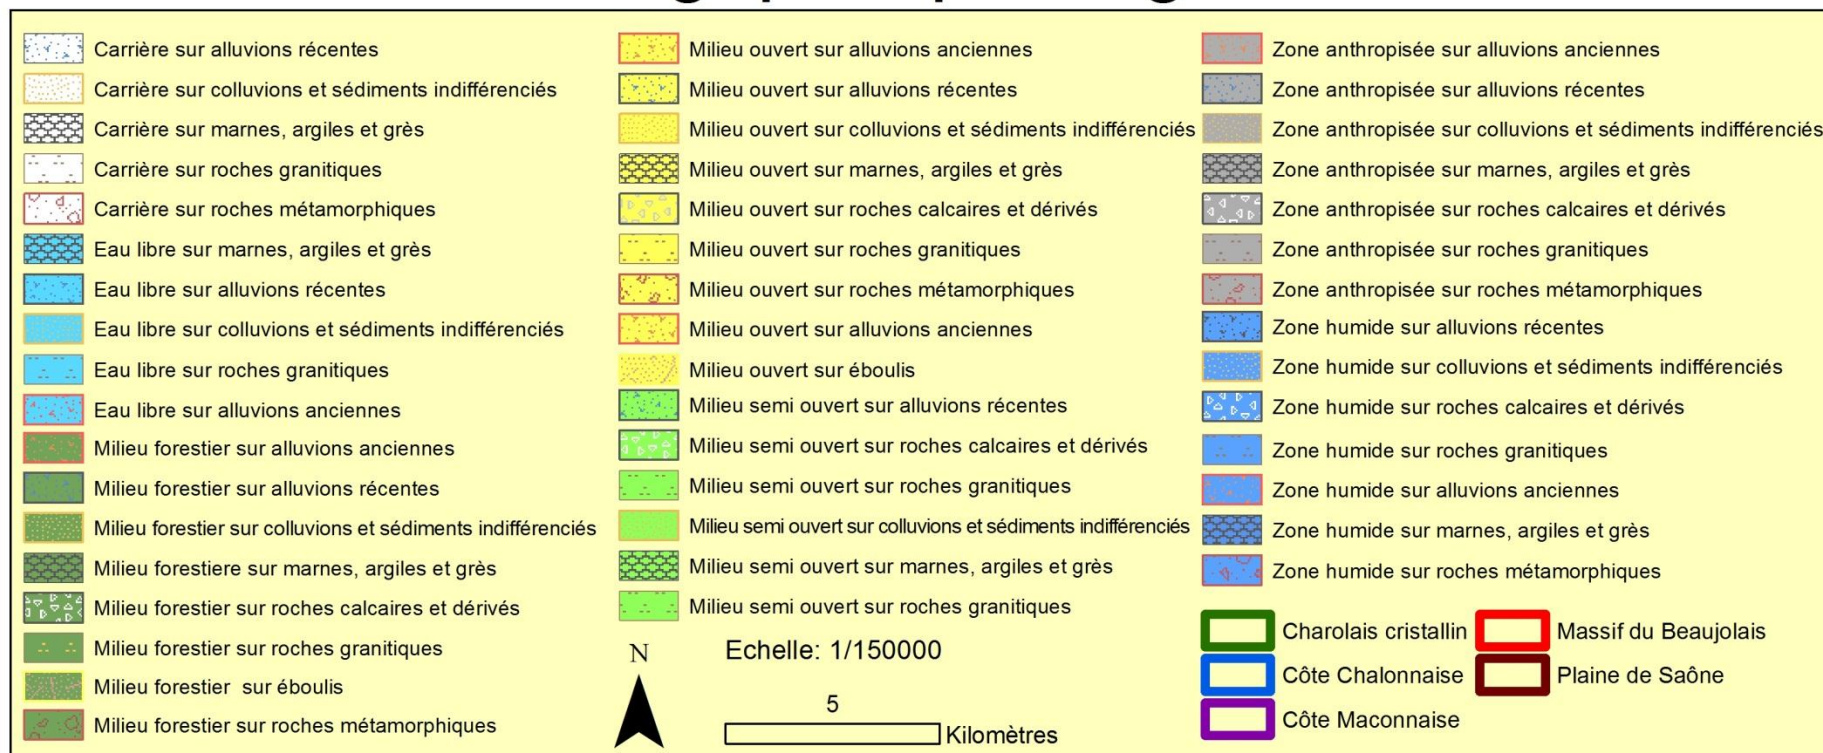 Carrière sur alluvions récentes
Carrière sur colluvions et sédiments indifférenciés
Carrière sur marnes, argiles et grès
Carrière sur roches granitiques
Carrière sur roches métamorphiques
Eau libre sur marnes, argiles et grès
Eau libre sur alluvions récentes
Eau libre sur colluvions et sédiments indifférenciés
Eau libre sur roches granitiques
Eau libre sur alluvions anciennes
Milieu forestier sur alluvions anciennes
Milieu forestier sur alluvions récentes
Milieu forestier sur colluvions et sédiments indifférenciés
Milieu forestiere sur marnes, argiles et grès
Milieu forestier sur roches calcaires et dérivés
Milieu forestier sur roches granitiques
Milieu forestier sur éboulis
Milieu forestier sur roches métamorphiques
Milieu ouvert sur alluvions anciennes
Milieu ouvert sur alluvions récentes
Milieu ouvert sur colluvions et sédiments indifférenciés
Milieu ouvert sur marnes, argiles et grès
Milieu ouvert sur roches calcaires et dérivés
Milieu ouvert sur roches granitiques
Milieu ouvert sur roches métamorphiques
Milieu ouvert sur alluvions anciennes
Milieu ouvert sur éboulis
Milieu semi ouvert sur alluvions récentes
Milieu semi ouvert sur roches calcaires et dérivés
Milieu semi ouvert sur roches granitiques
Milieu semi ouvert sur colluvions et sédiments indifférenciés
Milieu semi ouvert sur marnes, argiles et grès
Milieu semi ouvert sur roches granitiques
N
Echelle: 1/150000
5
Kilomètres
Zone anthropisée sur alluvions anciennes
Zone anthropisée sur alluvions récentes
Zone anthropisée sur colluvions et sédiments indifférenciés
Zone anthropisée sur marnes, argiles et grès
Zone anthropisée sur roches calcaires et dérivés
Zone anthropisée sur roches granitiques
Zone anthropisée sur roches métamorphiques
Zone humide sur alluvions récentes
Zone humide sur colluvions et sédiments indifférenciés
Zone humide sur roches calcaires et dérivés
Zone humide sur roches granitiques
Zone humide sur alluvions anciennes
Zone humide sur marnes, argiles et grès
Zone humide sur roches métamorphiques
Charolais cristallin
Côte Chalonnaise
Côte Maconnaise
Massif du Beaujolais
Plaine de Saône